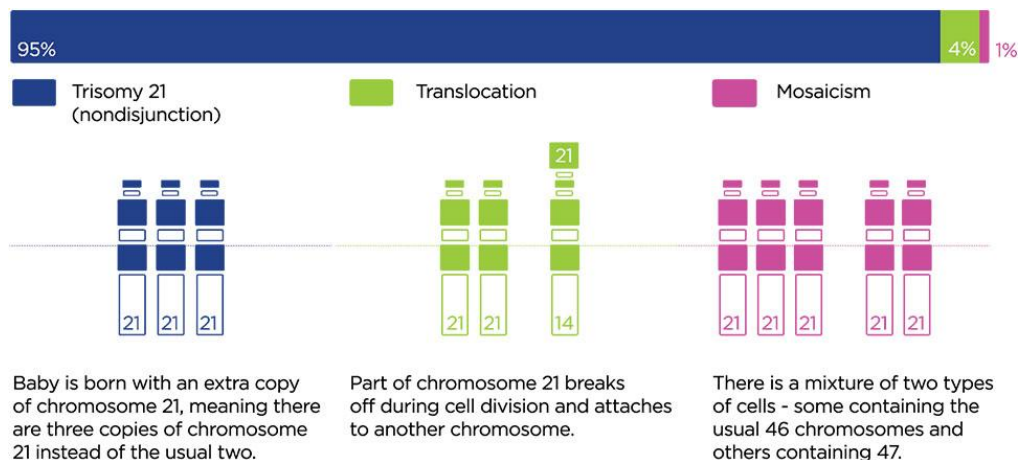 95%
4%
1%
Trisomy 21
(nondisjunction)
Translocation
Mosaicism
21
21
21
21
21
21
14
21
21
21
21
21
Baby is born with an extra copy
of chromosome 21, meaning there
are three copies of chromosome
21 instead of the usual two.
Part of chromosome 21 breaks
off during cell division and attaches
to another chromosome.
There is a mixture of two types
of cells - some containing the
usual 46 chromosomes and
others containing 47.